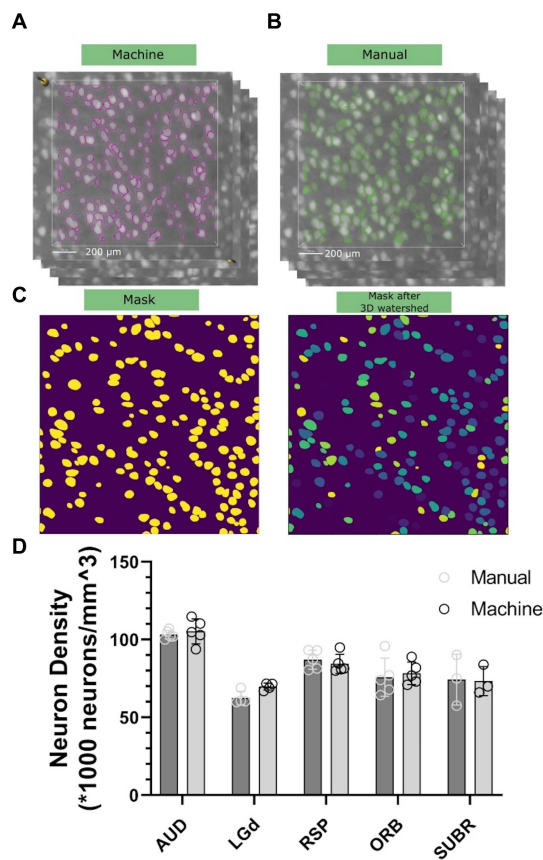 A
B
Machine
Manual
200 µm
200 µm
C
Mask
Mask after
3D watershed
D
Neuron Density
(*1000 neurons/mm^3)
150
100
50
0
Manual
Machine
AUD
LGd
RSP
ORB
SUBR